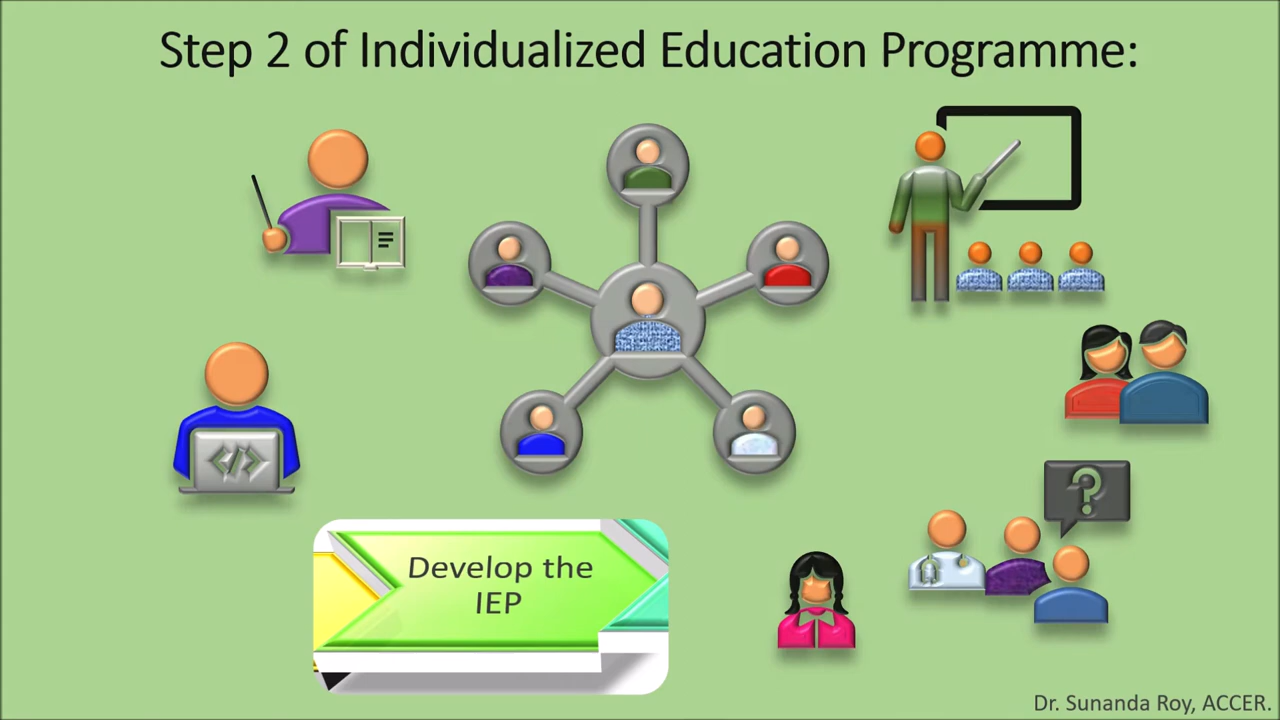 Step 2 of Individualized Education Programme:
</>
?
Develop the
IEP
Dr. Sunanda Roy, ACCER.